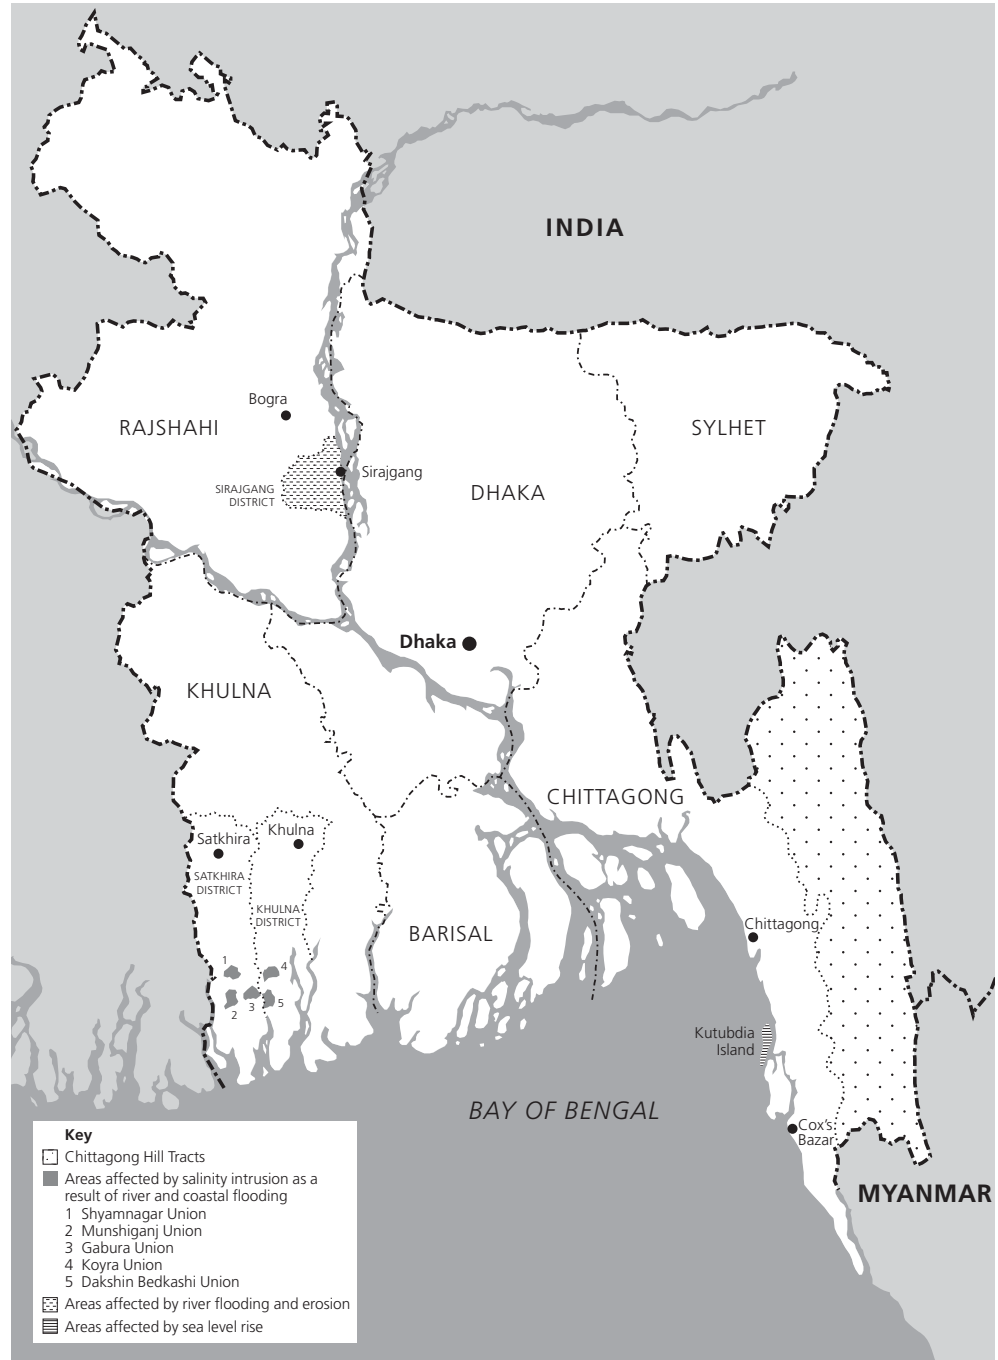 INDIA
Bogra
RAJSHAHI
SYLHET
Sirajgang
SIRAJGANG
DISTRICT
DHAKA
Dhaka
KHULNA
CHITTAGONG
Satkhira
Khulna
SATKHIRA
DISTRICT
KHULNA
DISTRICT
BARISAL
Chittagong
1
4
2
3
5
Kutubdia
Island
BAY OF BENGAL
Cox's
Bazar
MYANMAR
Key
Chittagong Hill Tracts
Areas affected by salinity intrusion as a
result of river and coastal flooding
1 Shyamnagar Union
2 Munshiganj Union
3 Gabura Union
4 Koyra Union
5 Dakshin Bedkashi Union
Areas affected by river flooding and erosion
Areas affected by sea level rise